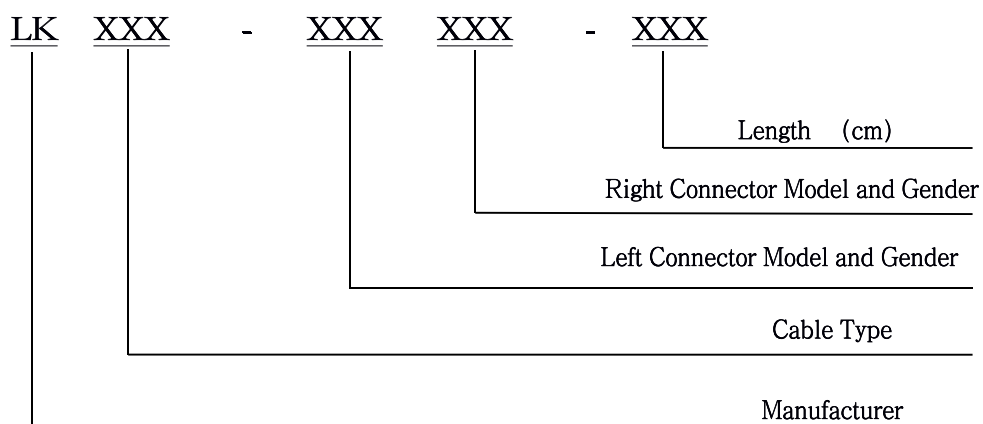 LK XXX - XXX XXX - XXX
Length (cm)
Right Connector Model and Gender
Left Connector Model and Gender
Cable Type
Manufacturer